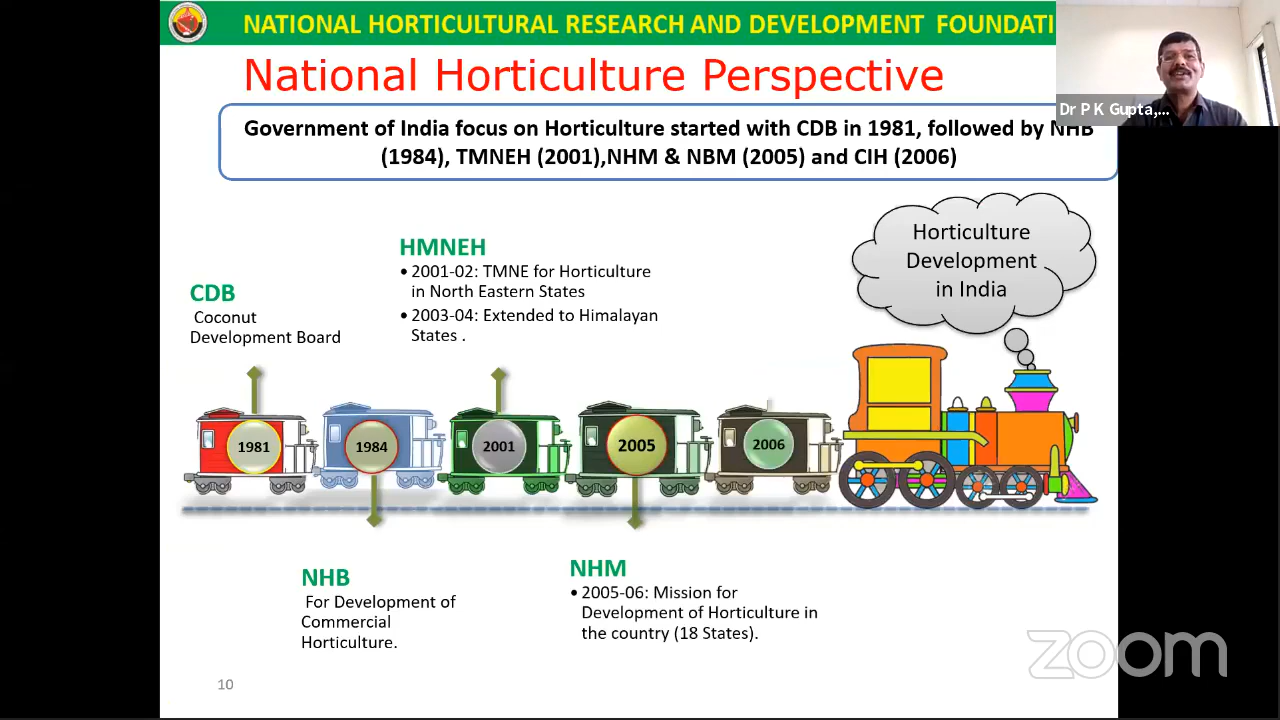 NATIONAL HORTICULTURAL RESEARCH AND DEVELOPMENT FOUNDATI
National Horticulture Perspective
Dr P K Gupta,...
Government of India focus on Horticulture started with CDB in 1981, followed by NHB
(1984), TMNEH (2001),NHM & NBM (2005) and CIH (2006)
Horticulture
Development
in India
HMNEH
• 2001-02: TMNE for Horticulture
in North Eastern States
• 2003-04: Extended to Himalayan
States .
CDB
Coconut
Development Board
1981
1984
2001
2005
2006
NHB
For Development of
Commercial
Horticulture.
NHM
• 2005-06: Mission for
Development of Horticulture in
the country (18 States).
zoom
10